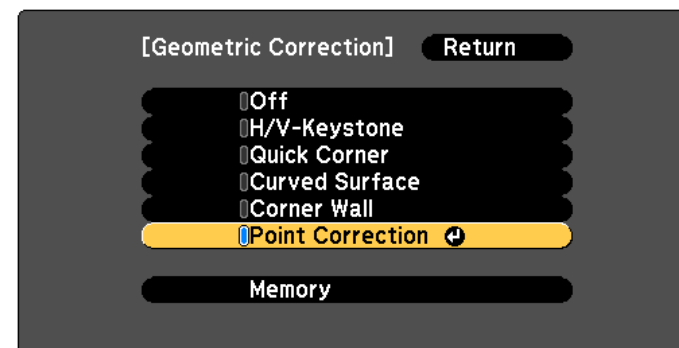 [Geometric Correction] Return
Off
H/V-Keystone
Quick Corner
Curved Surface
Corner Wall
Point Correction
Memory